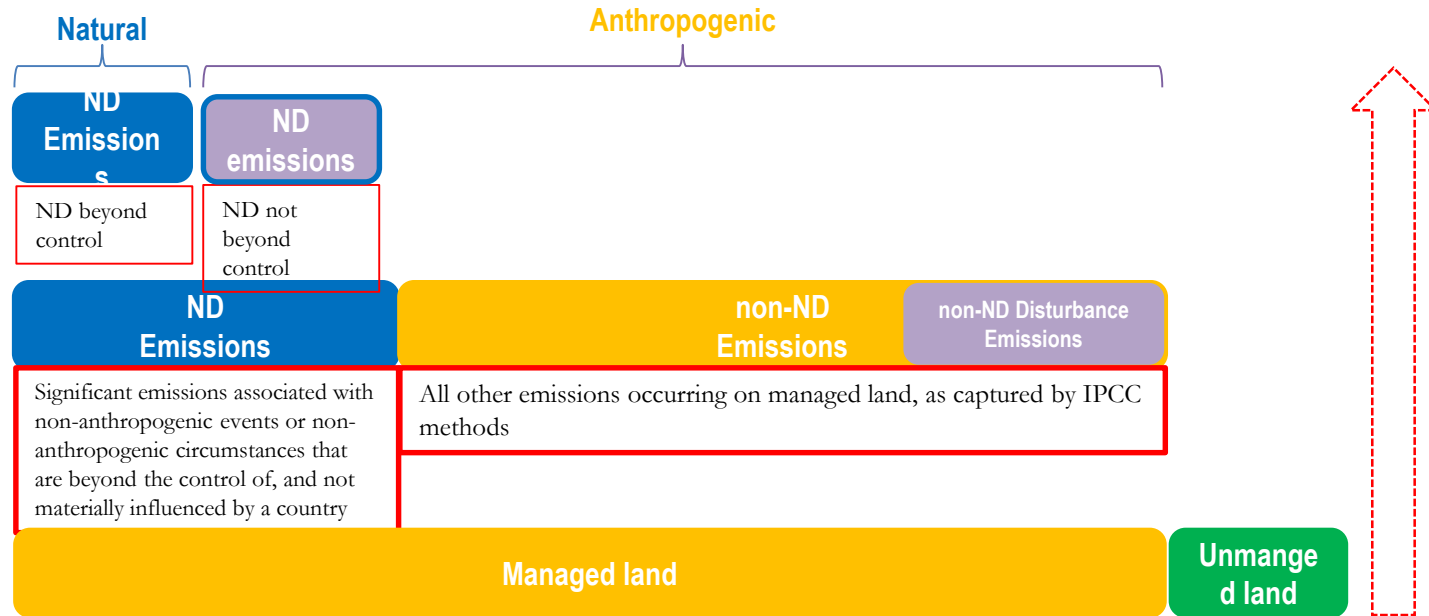 Natural
Anthropogenic
ND
Emission
s
ND
emissions
ND beyond
control
ND not
beyond
control
ND
Emissions
non-ND
Emissions
non-ND Disturbance
Emissions
Significant emissions associated with
non-anthropogenic events or non-
anthropogenic circumstances that
are beyond the control of, and not
materially influenced by a country
All other emissions occurring on managed land, as captured by IPCC
methods
Managed land
Unmange
d land